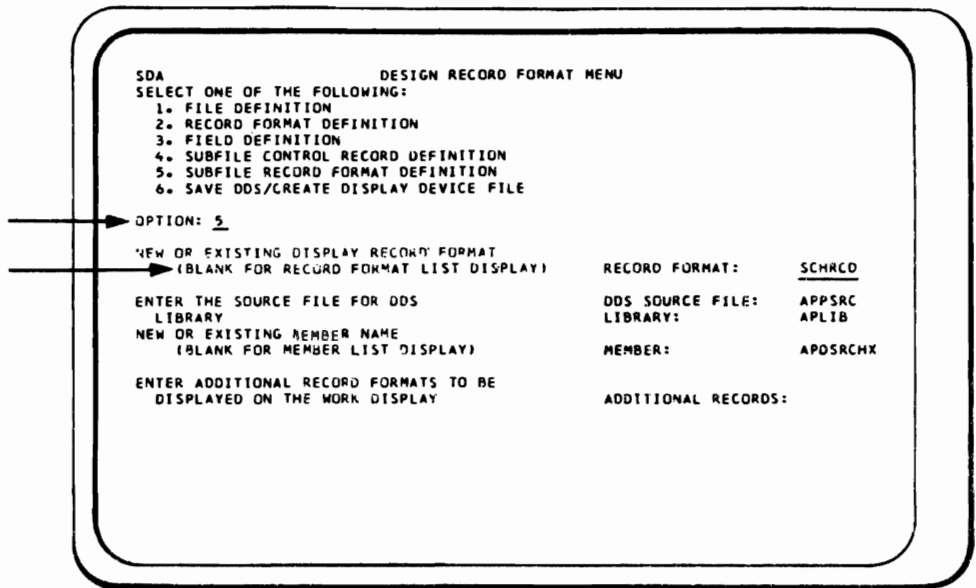 SDA DESIGN RECORD FORMAT MENU
SELECT ONE OF THE FOLLOWING:
1. FILE DEFINITION
2. RECORD FORMAT DEFINITION
3. FIELD DEFINITION
4. SUBFILE CONTROL RECORD DEFINITION
5. SUBFILE RECORD FORMAT DEFINITION
6. SAVE DDS/CREATE DISPLAY DEVICE FILE
OPTION: 5
NEW OR EXISTING DISPLAY RECORD FORMAT
(BLANK FOR RECORD FORMAT LIST DISPLAY) RECORD FORMAT: SCHRCD
ENTER THE SOURCE FILE FOR DDS DDS SOURCE FILE: APPSRC
LIBRARY LIBRARY: APLIB
NEW OR EXISTING MEMBER NAME
(BLANK FOR MEMBER LIST DISPLAY) MEMBER: APDSRCHX
ENTER ADDITIONAL RECORD FORMATS TO BE
DISPLAYED ON THE WORK DISPLAY ADDITIONAL RECORDS: